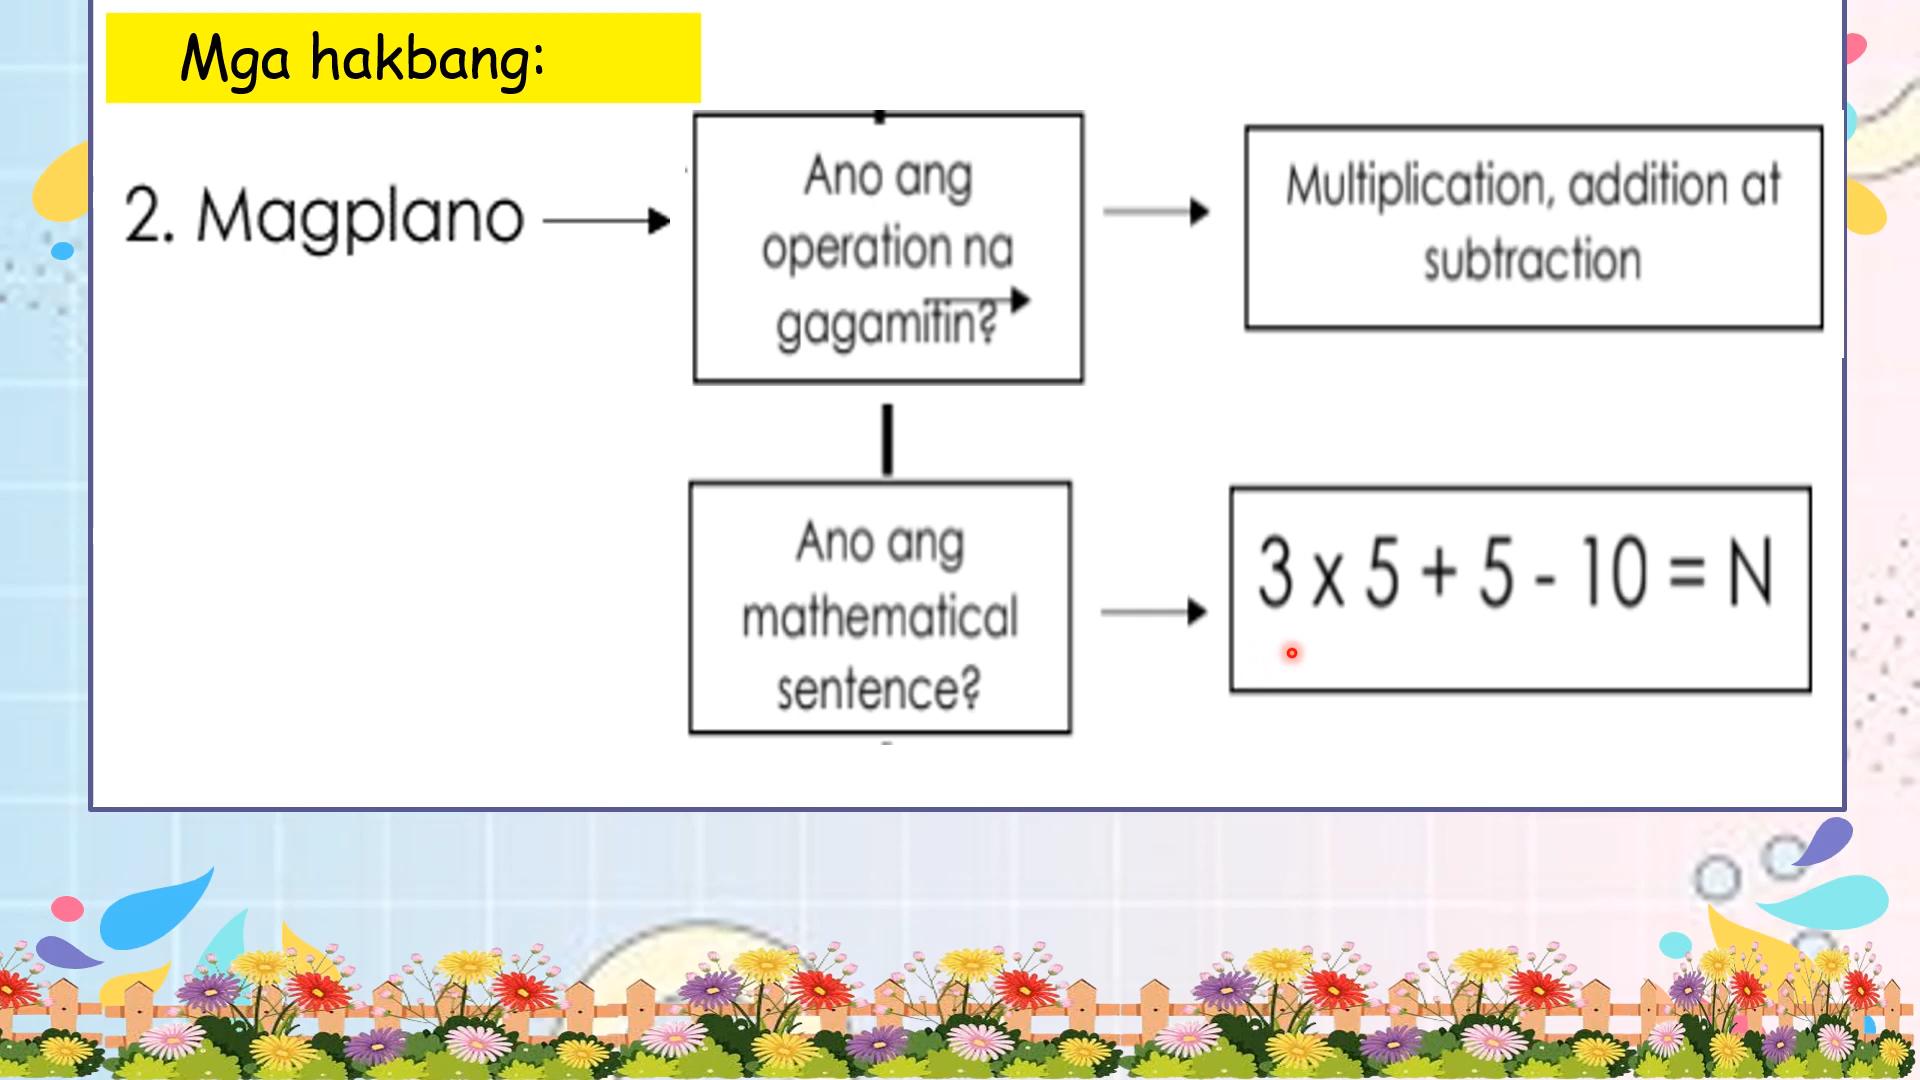 Mga hakbang:
2. Magplano
Ano ang
operation na
gagamitin?
Multiplication, addition at
subtraction
Ano ang
mathematical
sentence?
3 x 5 + 5 - 10 = N